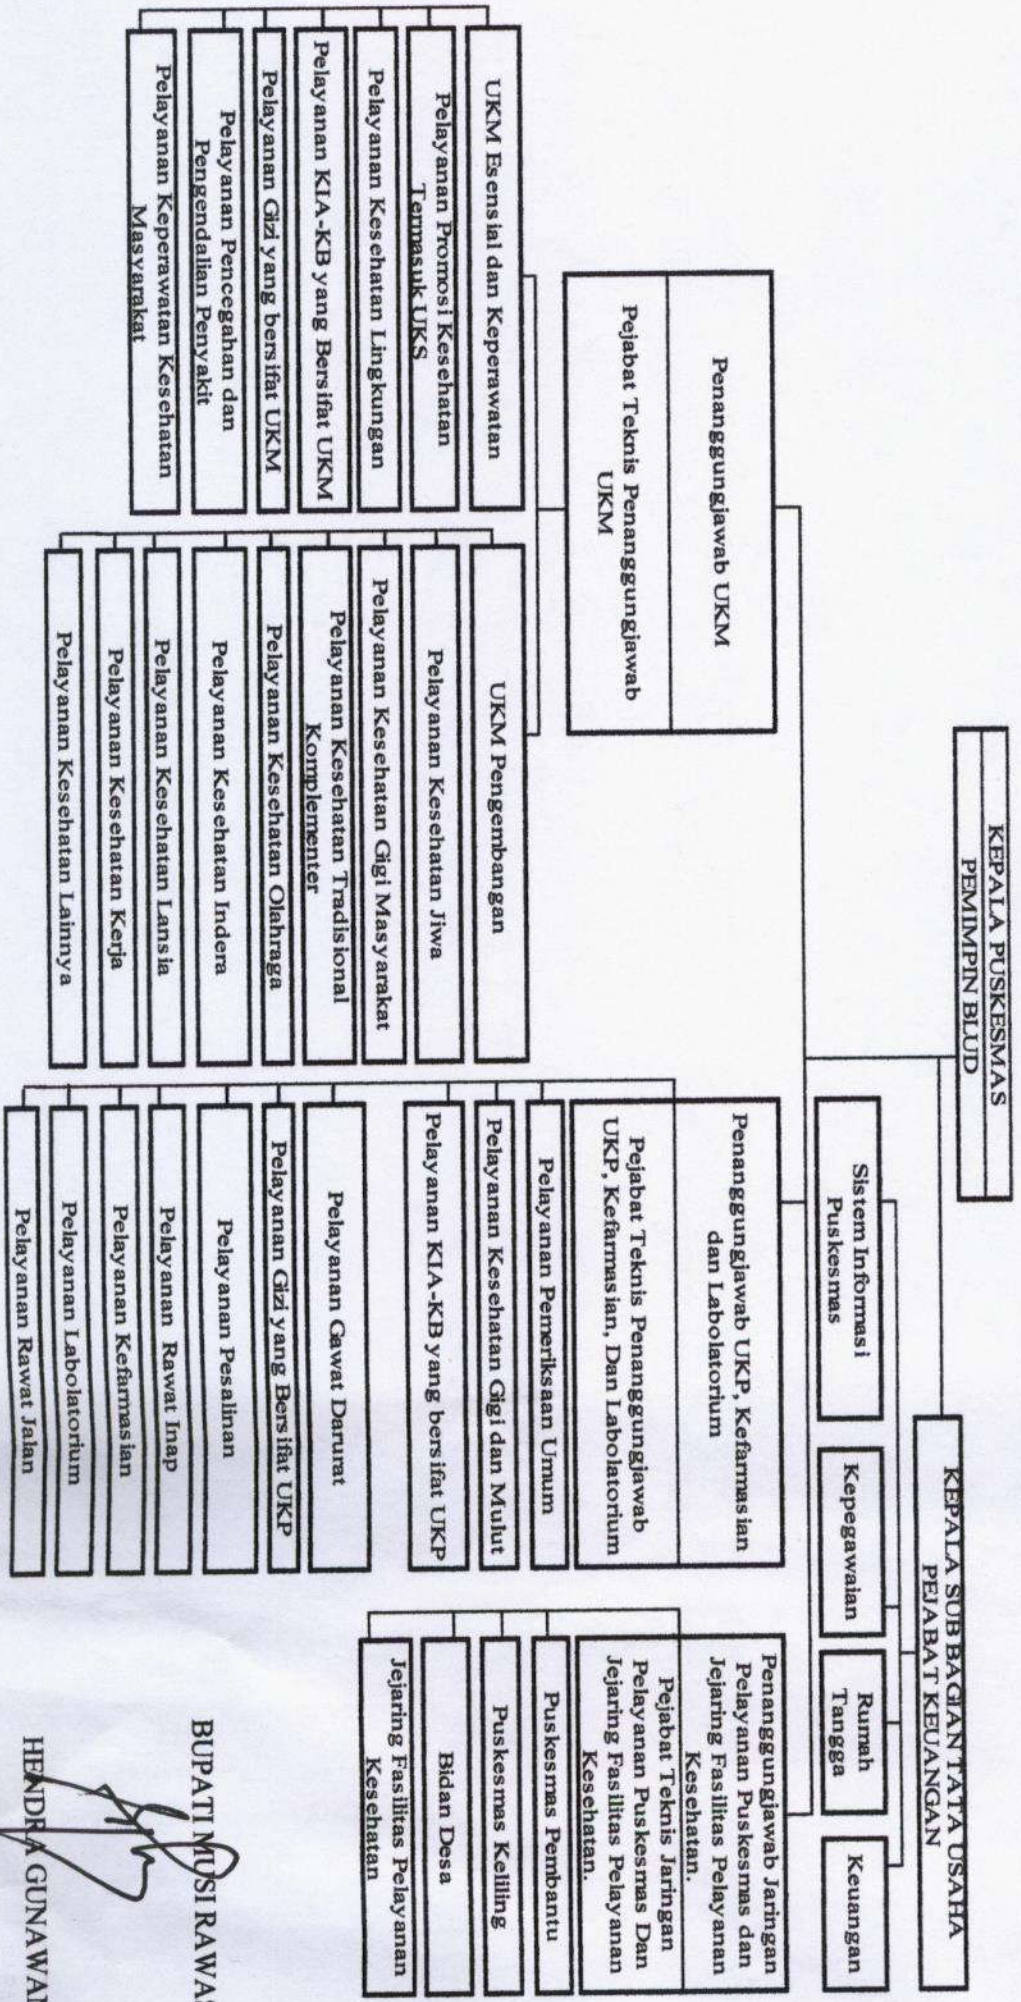 KEPALA PUSKESMAS
PEMIMPIN BLUD
KEPALA SUB BAGIAN TATA USAHA
PEJABAT KEUANGAN
Sistem Informasi
Puskesmas
Kepegawaian
Rumah
Tangga
Keuangan
Penanggungjawab UKM
Pejabat Teknis Penanggungjawab
UKM
UKM Esensial dan Keperawatan
Pelayanan Promosi Kesehatan
Termasuk UKS
Pelayanan Kesehatan Lingkungan
Pelayanan KIA-KB yang Bersifat UKM
Pelayanan Gizi yang bersifat UKM
Pelayanan Pencegahan dan
Pengendalian Penyakit
Pelayanan Keperawatan Kesehatan
Masyarakat
UKM Pengembangan
Pelayanan Kesehatan Jiwa
Pelayanan Kesehatan Gigi Masyarakat
Pelayanan Kesehatan Tradisional
Komplementer
Pelayanan Kesehatan Olahraga
Pelayanan Kesehatan Indera
Pelayanan Kesehatan Lansia
Pelayanan Kesehatan Kerja
Pelayanan Kesehatan Lainnya
Penanggungjawab UKP, Kefarmasian
dan Labolatorium
Pejabat Teknis Penanggungjawab
UKP, Kefarmasian, Dan Labolatorium
Pelayanan Pemeriksaan Umum
Pelayanan Kesehatan Gigi dan Mulut
Pelayanan KIA-KB yang bersifat UKP
Pelayanan Gawat Darurat
Pelayanan Gizi yang Bersifat UKP
Pelayanan Pesalinan
Pelayanan Rawat Inap
Pelayanan Kefarmasian
Pelayanan Labolatorium
Pelayanan Rawat Jalan
Penanggungjawab Jaringan
Pelayanan Puskesmas dan
Jejaring Fasilitas Pelayanan
Kesehatan.
Pejabat Teknis Jaringan
Pelayanan Puskesmas Dan
Jejaring Fasilitas Pelayanan
Kesehatan.
Puskesmas Pembantu
Puskesmas Keliling
Bidan Desa
Jejaring Fasilitas Pelayanan
Kesehatan
BUPATI MUSI RAWAS
HENDRA GUNAWAN